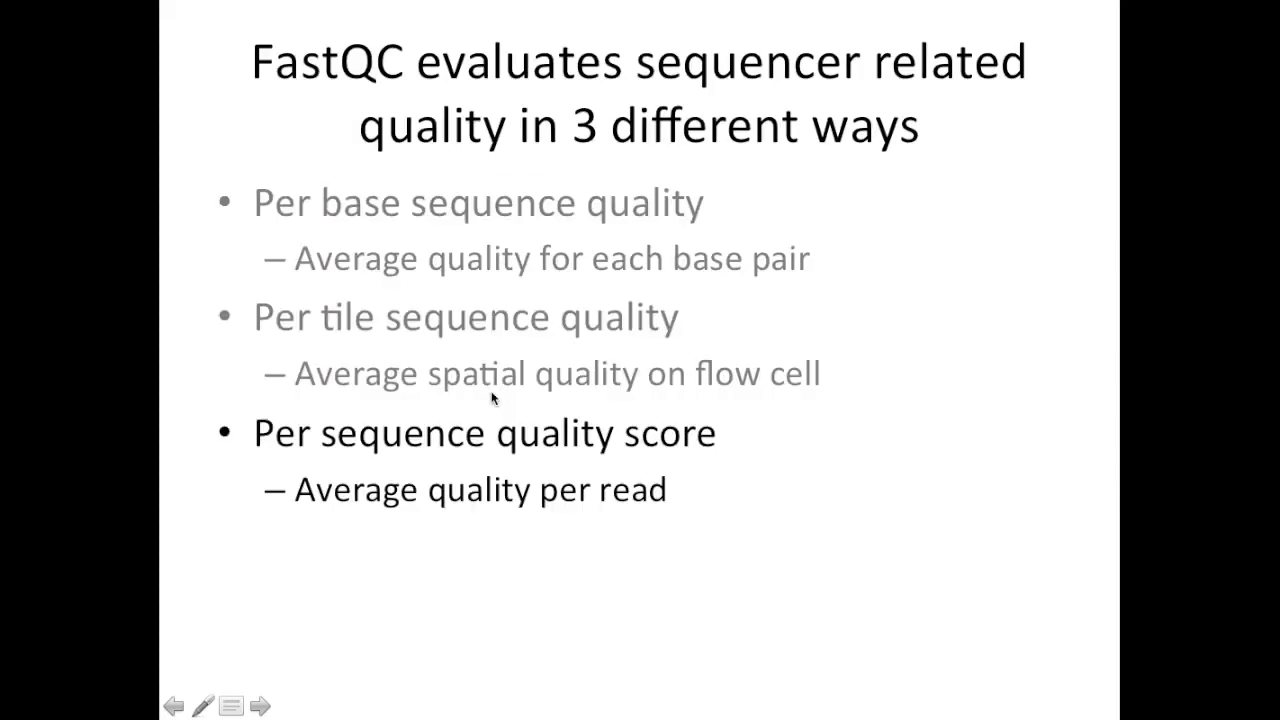 FastQC evaluates sequencer related
quality in 3 different ways
• Per base sequence quality
– Average quality for each base pair
• Per tile sequence quality
– Average spatial quality on flow cell
• Per sequence quality score
– Average quality per read